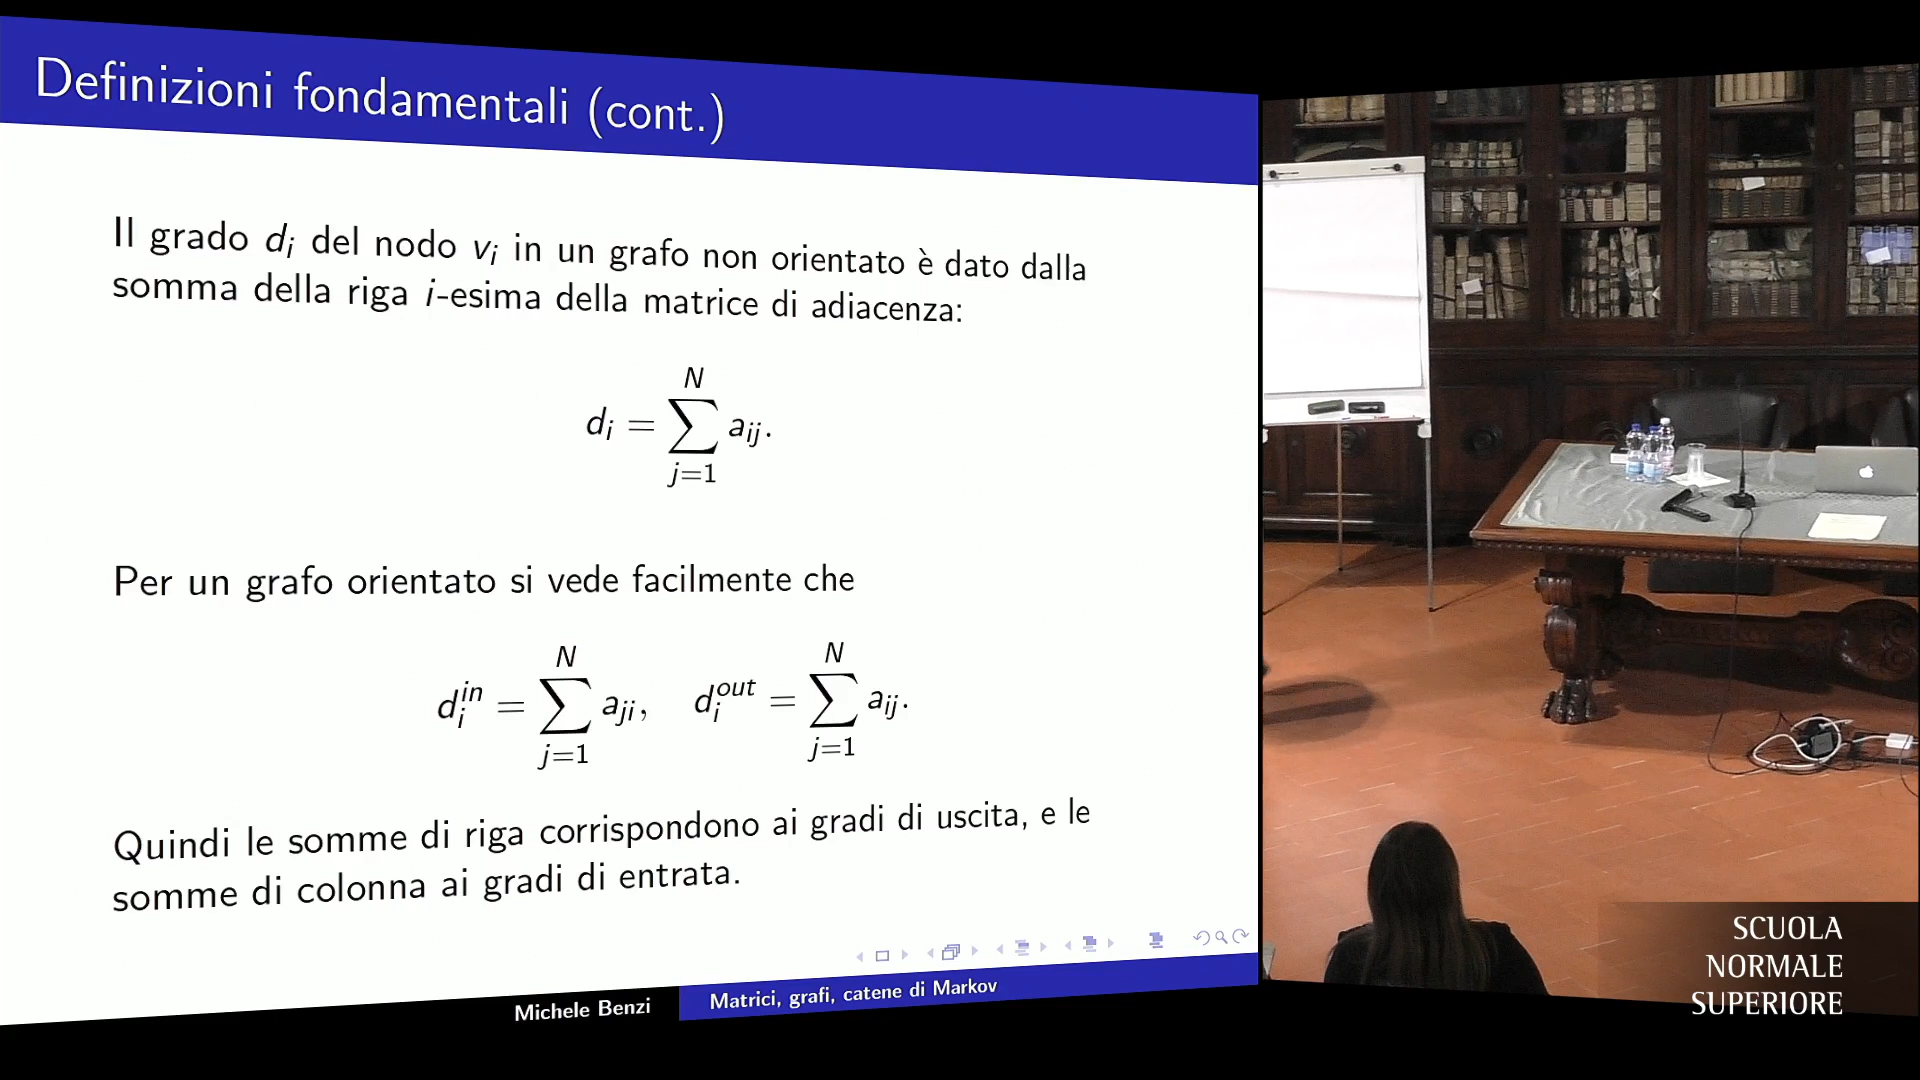 Definizioni fondamentali (cont.)
Il grado d_i del nodo v_i in un grafo non orientato è dato dalla
somma della riga i-esima della matrice di adiacenza:
d_i = \sum_{j=1}^{N} a_{ij}.
Per un grafo orientato si vede facilmente che
d_i^{in} = \sum_{j=1}^{N} a_{ji}, d_i^{out} = \sum_{j=1}^{N} a_{ij}.
Quindi le somme di riga corrispondono ai gradi di uscita, e le
somme di colonna ai gradi di entrata.
Michele Benzi
Matrici, grafi, catene di Markov
SCUOLA
NORMALE
SUPERIORE